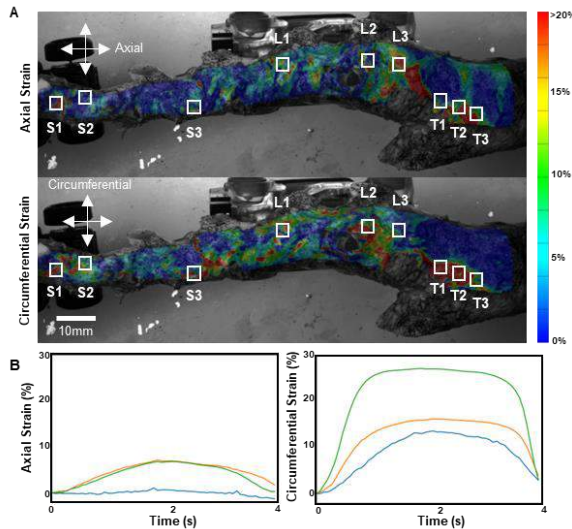 A
Axial Strain
Axial
S1
S2
S3
L1
L2
L3
T1
T2
T3
>20%
10%
5%
0%
Circumferential Strain
Circumferential
S1
S2
S3
L1
L2
L3
T1
T2
T3
10mm
B
Axial Strain (%)
30
20
10
0
0
2
4
Time (s)
Circumferential Strain (%)
30
20
10
0
0
2
4
Time (s)